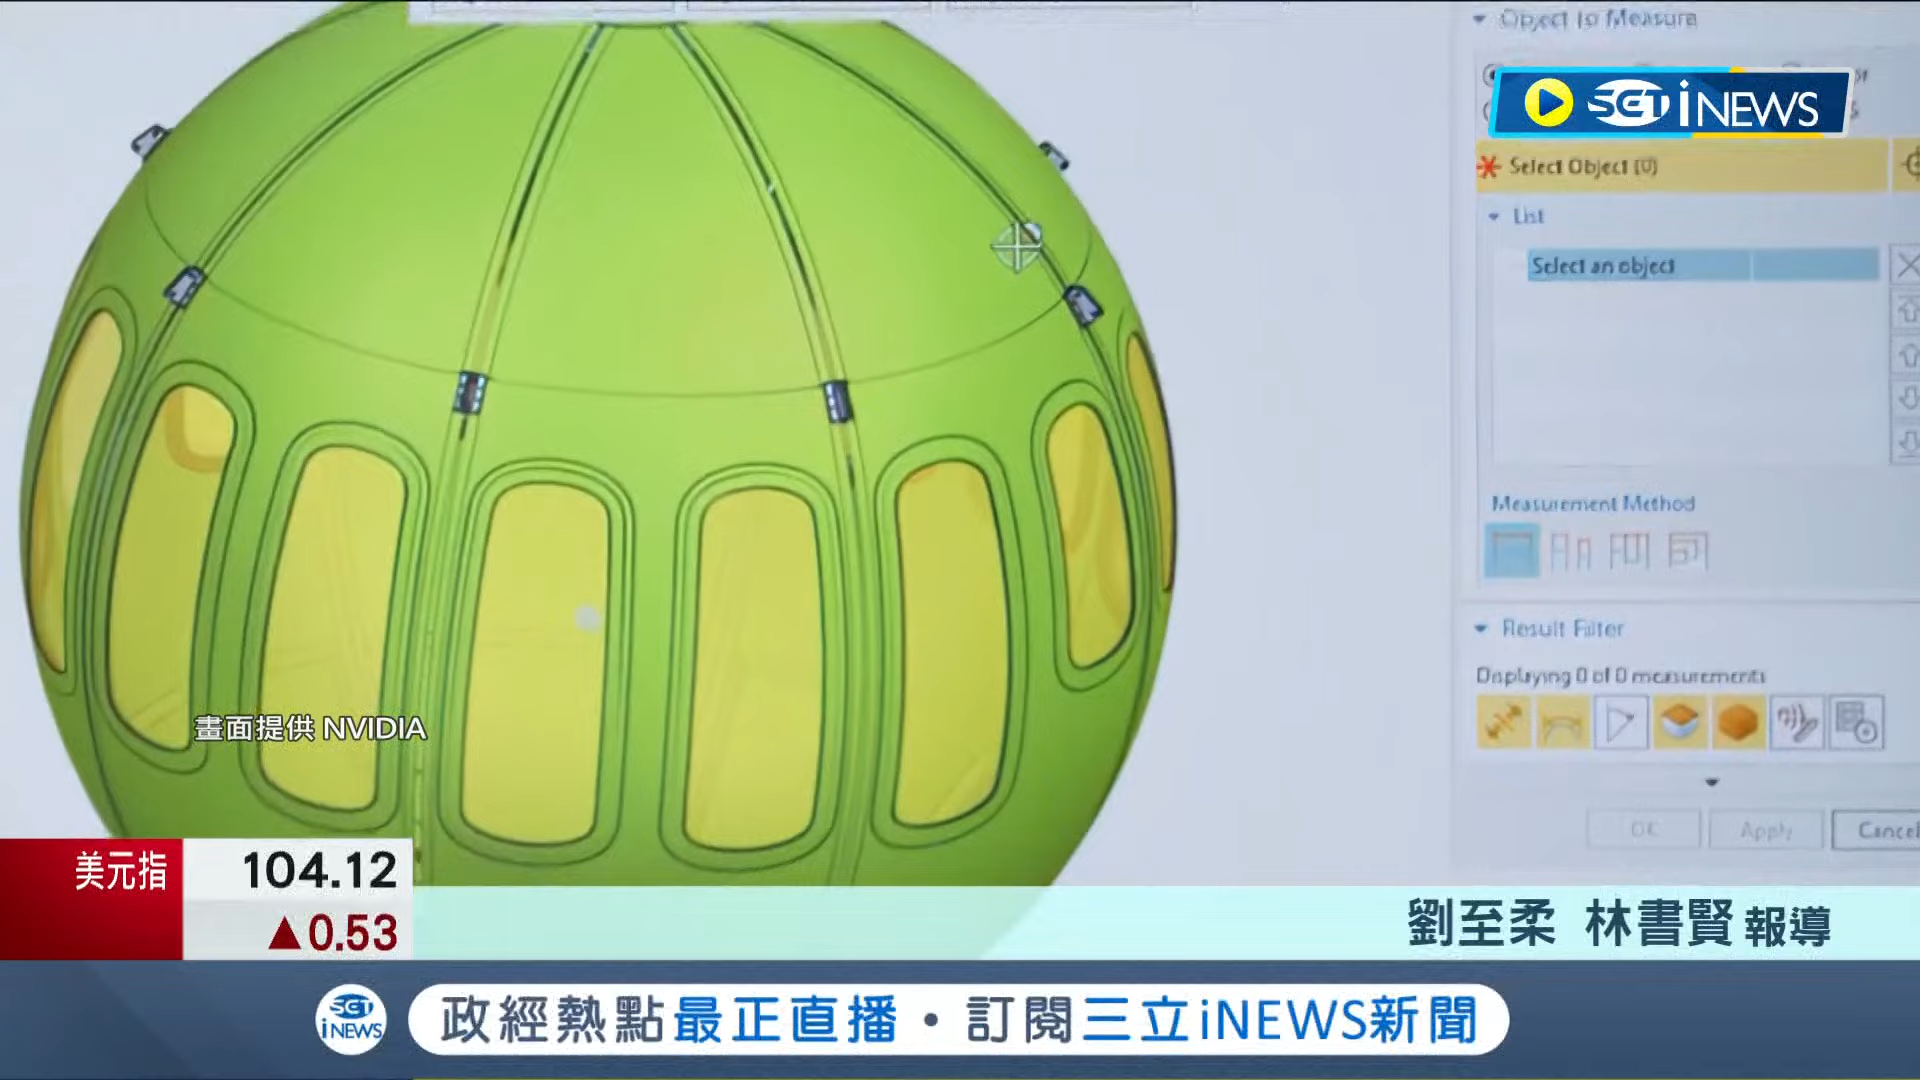 Object to Measure
SET iNEWS
Select Object (0)
List
Select an object
Measurement Method
Result Filter
Displaying 0 of 0 measurements
OK
Apply
Cancel
畫面提供 NVIDIA
美元指
104.12
▲0.53
劉至柔 林書賢 報導
SET iNEWS
政經熱點最正直播・訂閱三立iNEWS新聞